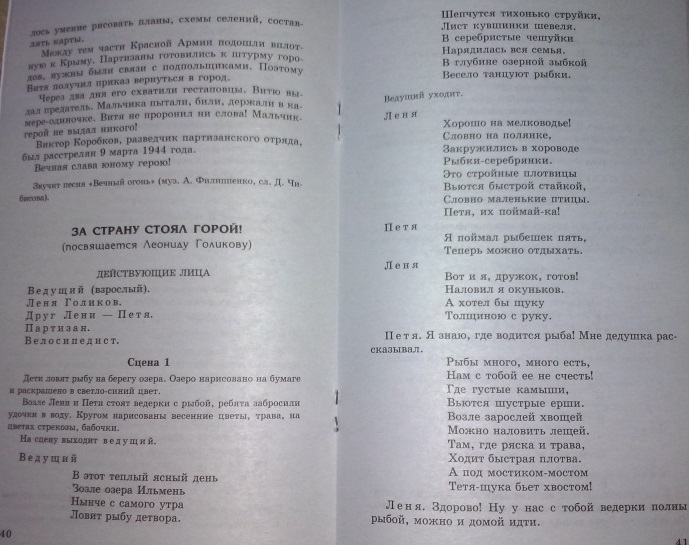 лось умение рисовать планы, схемы селений, состав-
лять карты.
Между тем части Красной Армии подошли вплот-
ную к Крыму. Партизаны готовились к штурму горо-
дов, нужны были связи с подпольщиками. Поэтому
Витя получил приказ вернуться в город.
Через два дня его схватили гестаповцы. Витю вы-
дал предатель. Мальчика пытали, били, держали в ка-
мере-одиночке. Витя не проронил ни слова! Мальчик-
герой не выдал никого!
Виктор Коробков, разведчик партизанского отряда,
был расстрелян 9 марта 1944 года.
Вечная слава юному герою!
Звучит песня «Вечный огонь» (муз. А. Филиппенко, сл. Д. Чи-
бисова).
ЗА СТРАНУ СТОЯЛ ГОРОЙ!
(посвящается Леониду Голикову)
ДЕЙСТВУЮЩИЕ ЛИЦА
Ведущий (взрослый).
Леня Голиков.
Друг Лени — Петя.
Партизан.
Велосипедист.
Сцена 1
Дети ловят рыбу на берегу озера. Озеро нарисовано на бумаге
и раскрашено в светло-синий цвет.
Возле Лени и Пети стоят ведерки с рыбой, ребята забросили
удочки в воду. Кругом нарисованы весенние цветы, трава, на
цветах стрекозы, бабочки.
На сцену выходит ведущий.
Ведущий
В этот теплый ясный день
Возле озера Ильмень
Нынче с самого утра
Ловит рыбу детвора.
40
Шепчутся тихонько струйки,
Лист кувшинки шевеля.
В серебристые чешуйки
Нарядилась вся семья.
В глубине озерной зыбкой
Весело танцуют рыбки.
Ведущий уходит.
Леня
Хорошо на мелководье!
Словно на полянке,
Закружились в хороводе
Рыбки-серебрянки.
Это стройные плотвицы
Вьются быстрой стайкой,
Словно маленькие птицы.
Петя, их поймай-ка!
Петя
Я поймал рыбешек пять,
Теперь можно отдыхать.
Леня
Вот и я, дружок, готов!
Наловил я окуньков.
А хотел бы щуку
Толщиною с руку.
Петя. Я знаю, где водится рыба! Мне дедушка рас-
сказывал.
Рыбы много, много есть,
Нам с тобой ее не счесть!
Где густые камыши,
Вьются шустрые ерши.
Возле зарослей хвощей
Можно наловить лещей.
Там, где ряска и трава,
Ходит быстрая плотва.
А под мостиком-мостом
Тетя-щука бьет хвостом!
Леня. Здорово! Ну у нас с тобой ведерки полны
рыбой, можно и домой идти.
41